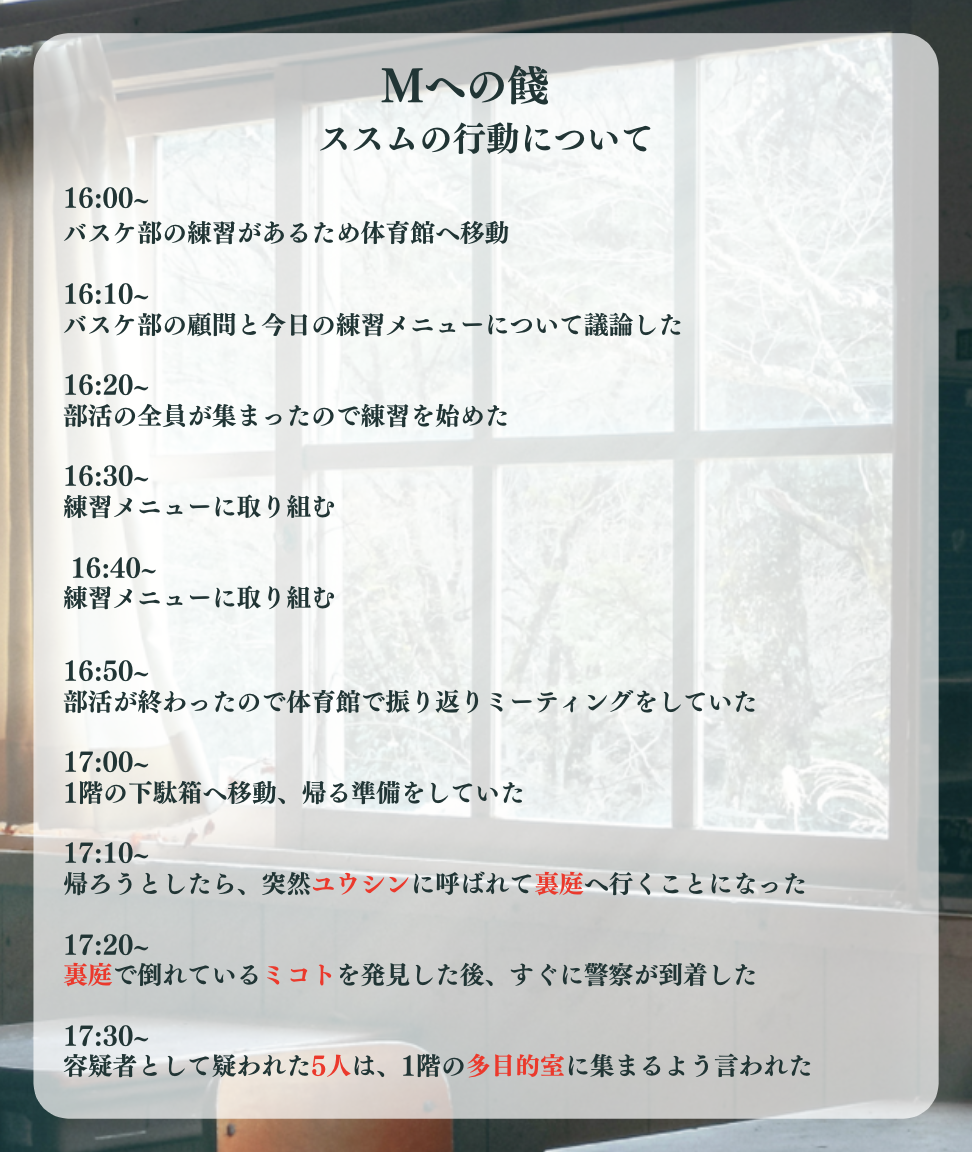 Mへの餞
ススムの行動について
16:00~
バスケ部の練習があるため体育館へ移動
16:10~
バスケ部の顧問と今日の練習メニューについて議論した
16:20~
部活の全員が集まったので練習を始めた
16:30~
練習メニューに取り組む
16:40~
練習メニューに取り組む
16:50~
部活が終わったので体育館で振り返りミーティングをしていた
17:00~
1階の下駄箱へ移動、帰る準備をしていた
17:10~
帰ろうとしたら、突然ユウシンに呼ばれて裏庭へ行くことになった
17:20~
裏庭で倒れているミコトを発見した後、すぐに警察が到着した
17:30~
容疑者として疑われた5人は、1階の多目的室に集まるよう言われた